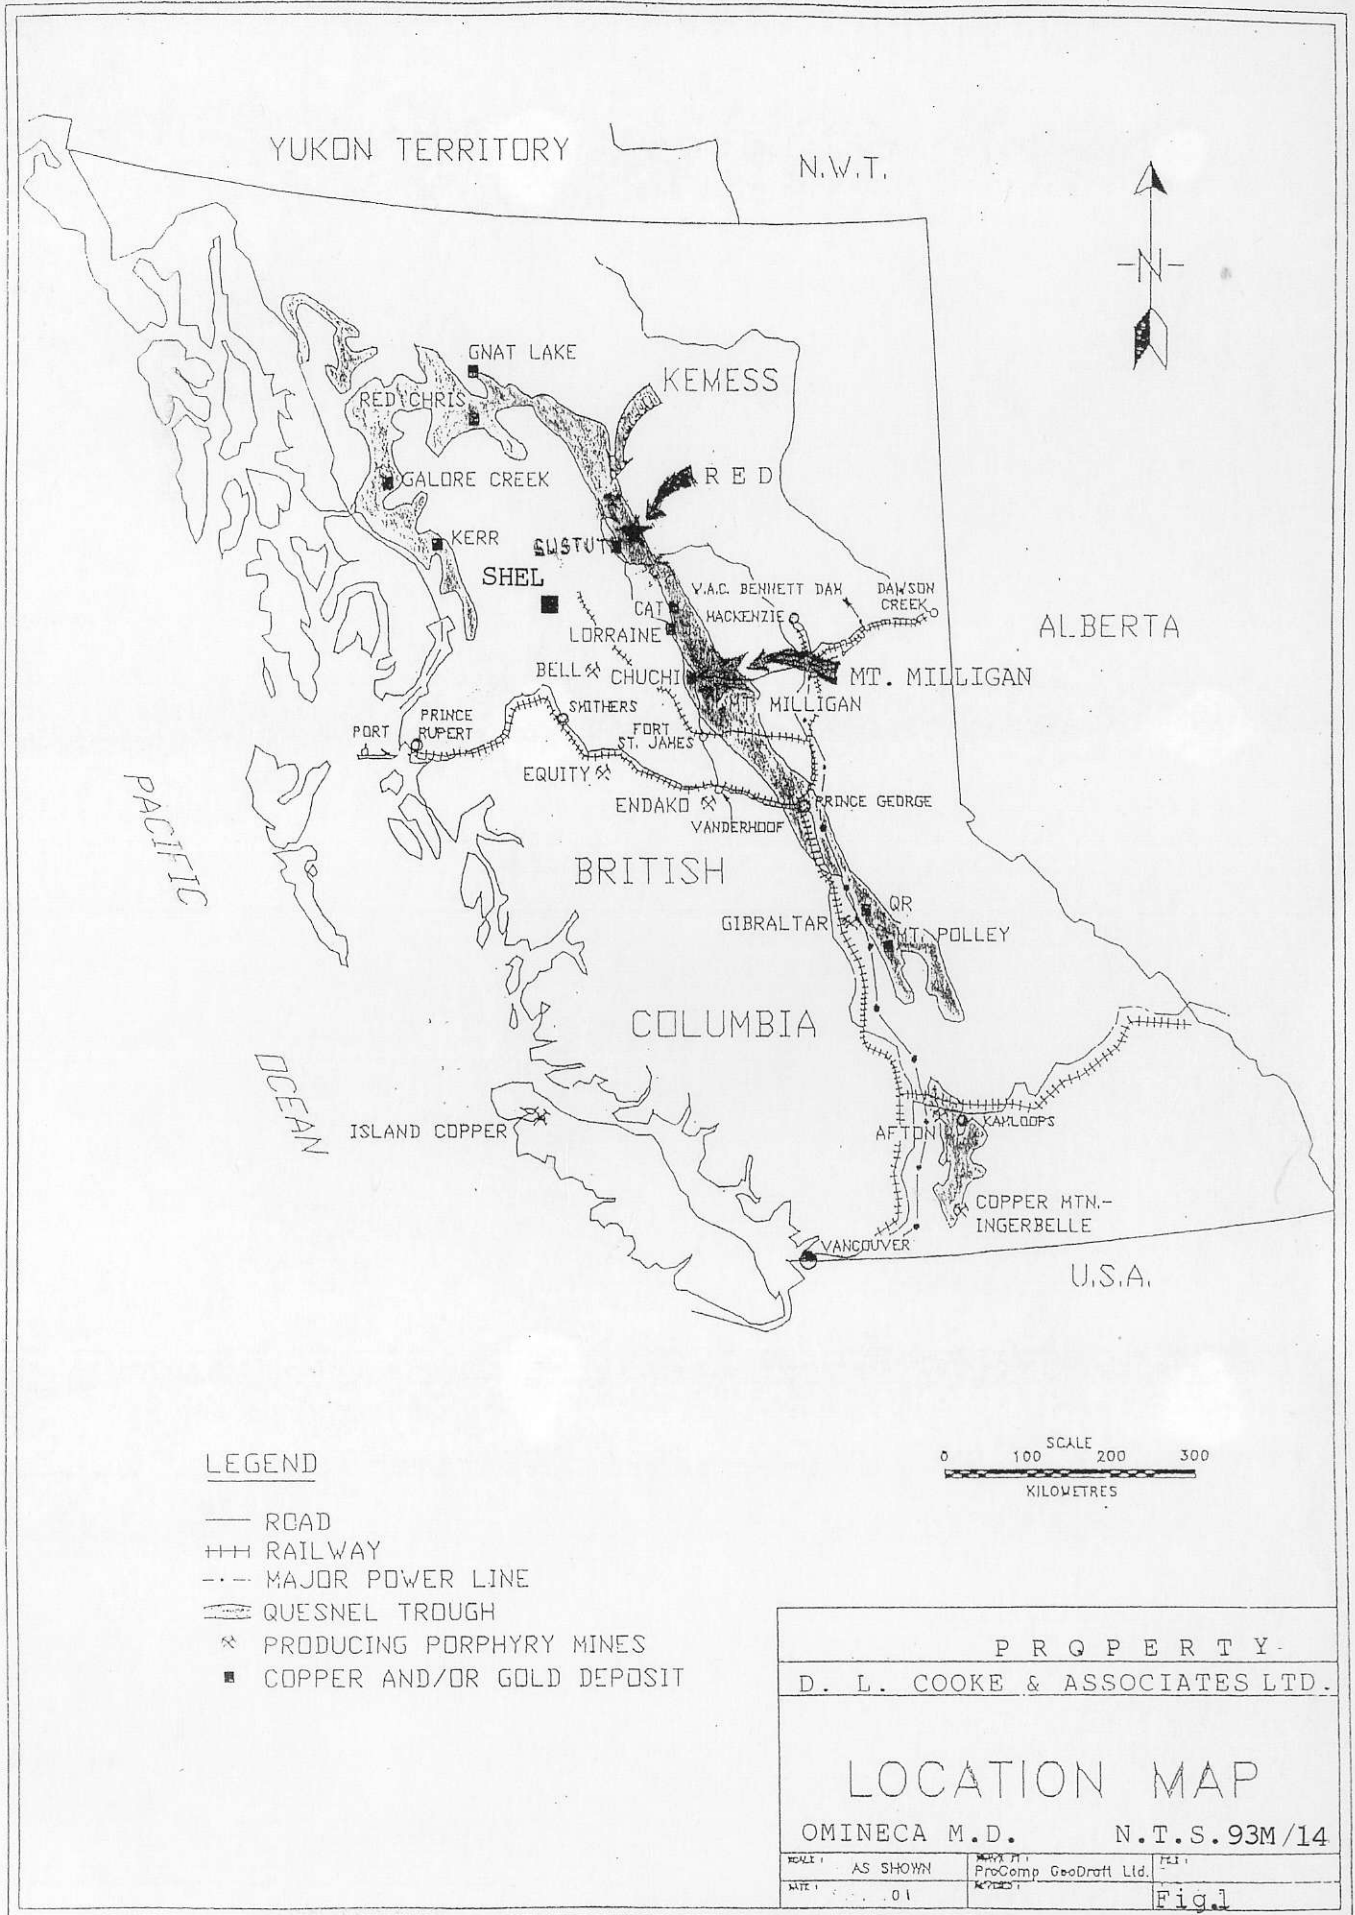 YUKON TERRITORY
N.W.T.
N
GNAT LAKE
KEMESS
RED CHRIS
RED
GALORE CREEK
KERR
SUSTUT
SHEL
W.A.C. BENNETT DAM
DAWSON
CREEK
CAT
MACKENZIE
LORRAINE
ALBERTA
BELL
CHUCHI
MT. MILLIGAN
MT. MILLIGAN
SMITHERS
PRINCE
RUPERT
PORT
FORT
ST. JAMES
EQUITY
ENDAKO
PRINCE GEORGE
VANDERHOOF
PACIFIC
BRITISH
QR
GIBRALTAR
MT. POLLEY
COLUMBIA
OCEAN
ISLAND COPPER
AFTON
KAMLOOPS
COPPER MTN.-
INGERBELLE
VANCOUVER
U.S.A.
LEGEND
ROAD
RAILWAY
MAJOR POWER LINE
QUESNEL TROUGH
PRODUCING PORPHYRY MINES
COPPER AND/OR GOLD DEPOSIT
SCALE
0 100 200 300
KILOMETRES
PROPERTY
D. L. COOKE & ASSOCIATES LTD.
LOCATION MAP
OMINECA M.D. N.T.S. 93M/14
SCALE: AS SHOWN
ProComp GeoDraft Ltd.
DATE: 01
Fig.1